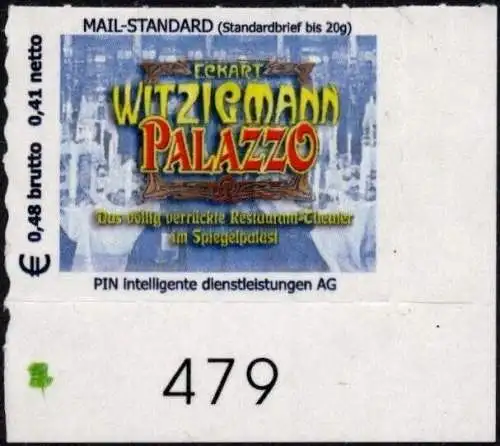 MAIL-STANDARD (Standardbrief bis 20g)
€ 0,48 brutto 0,41 netto
ECKART
WITZIGMANN
PALAZZO
Das völlig verrückte Restaurant-Theater
im Spiegelpalast
PIN intelligente dienstleistungen AG
479